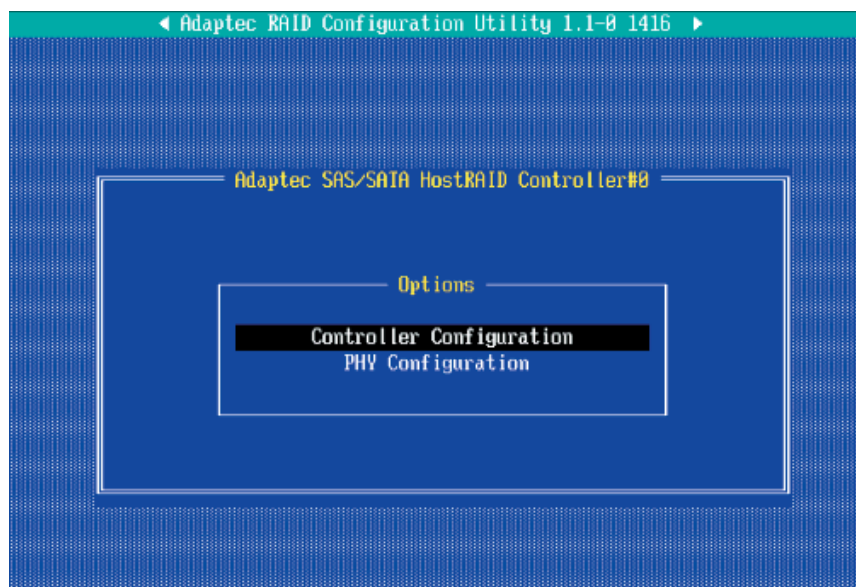 Adaptec RAID Configuration Utility 1.1-0 1416
Adaptec SAS/SATA HostRAID Controller#0
Options
Controller Configuration
PHY Configuration